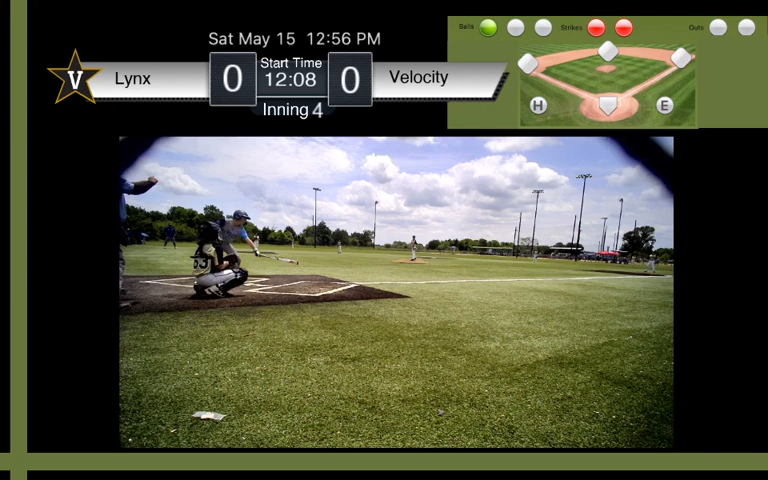 Balls
Strikes
Outs
Sat May 15 12:56 PM
V
Lynx
0
Start Time
12:08
0
Velocity
Inning 4
H
E